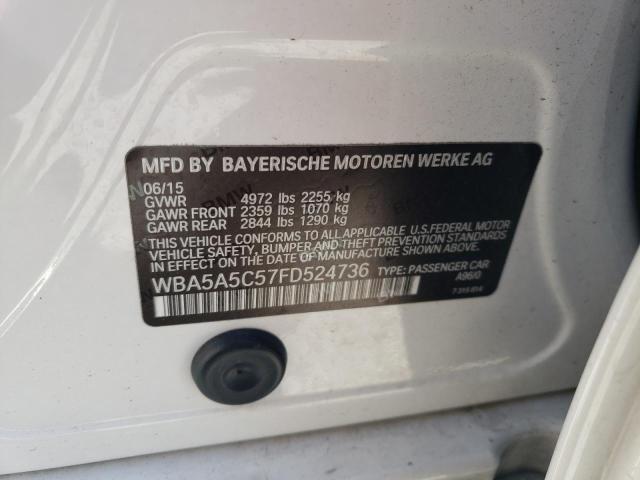 MFD BY BAYERISCHE MOTOREN WERKE AG
06/15
GVWR 4972 lbs 2255 kg
GAWR FRONT 2359 lbs 1070 kg
GAWR REAR 2844 lbs 1290 kg
THIS VEHICLE CONFORMS TO ALL APPLICABLE U.S.FEDERAL MOTOR
VEHICLE SAFETY, BUMPER AND THEFT PREVENTION STANDARDS
IN EFFECT ON THE DATE OF MANUFACTURE SHOWN ABOVE.
WBA5A5C57FD524736 TYPE: PASSENGER CAR
A96/0